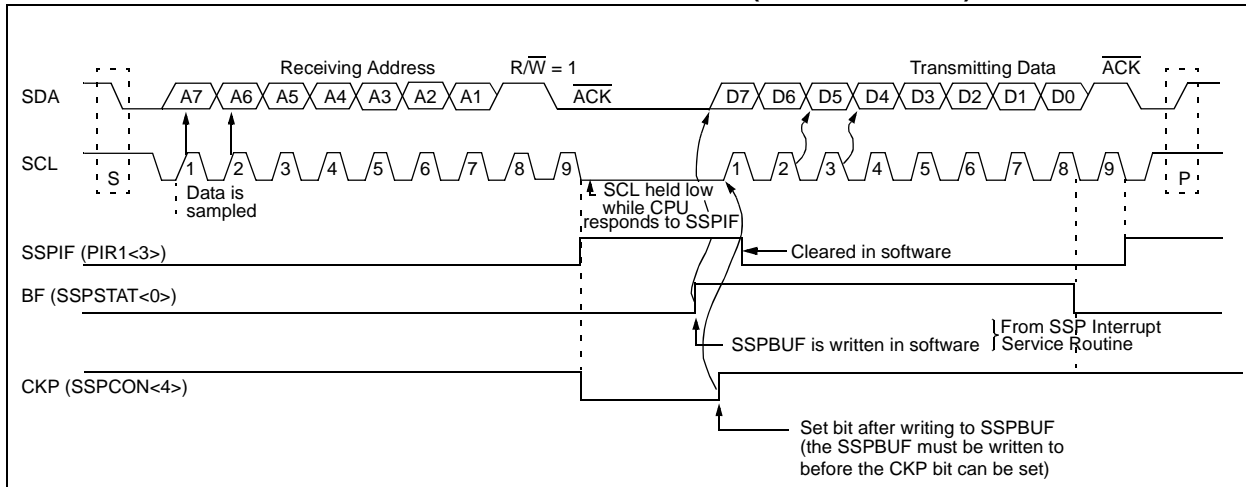 Receiving Address R/W = 1 Transmitting Data ACK
SDA A7 A6 A5 A4 A3 A2 A1 ACK D7 D6 D5 D4 D3 D2 D1 D0
SCL S 1 2 3 4 5 6 7 8 9 1 2 3 4 5 6 7 8 9 P
Data is
sampled
SCL held low
while CPU
responds to SSPIF
SSPIF (PIR1<3>)
Cleared in software
BF (SSPSTAT<0>)
SSPBUF is written in software
From SSP Interrupt
Service Routine
CKP (SSPCON<4>)
Set bit after writing to SSPBUF
(the SSPBUF must be written to
before the CKP bit can be set)